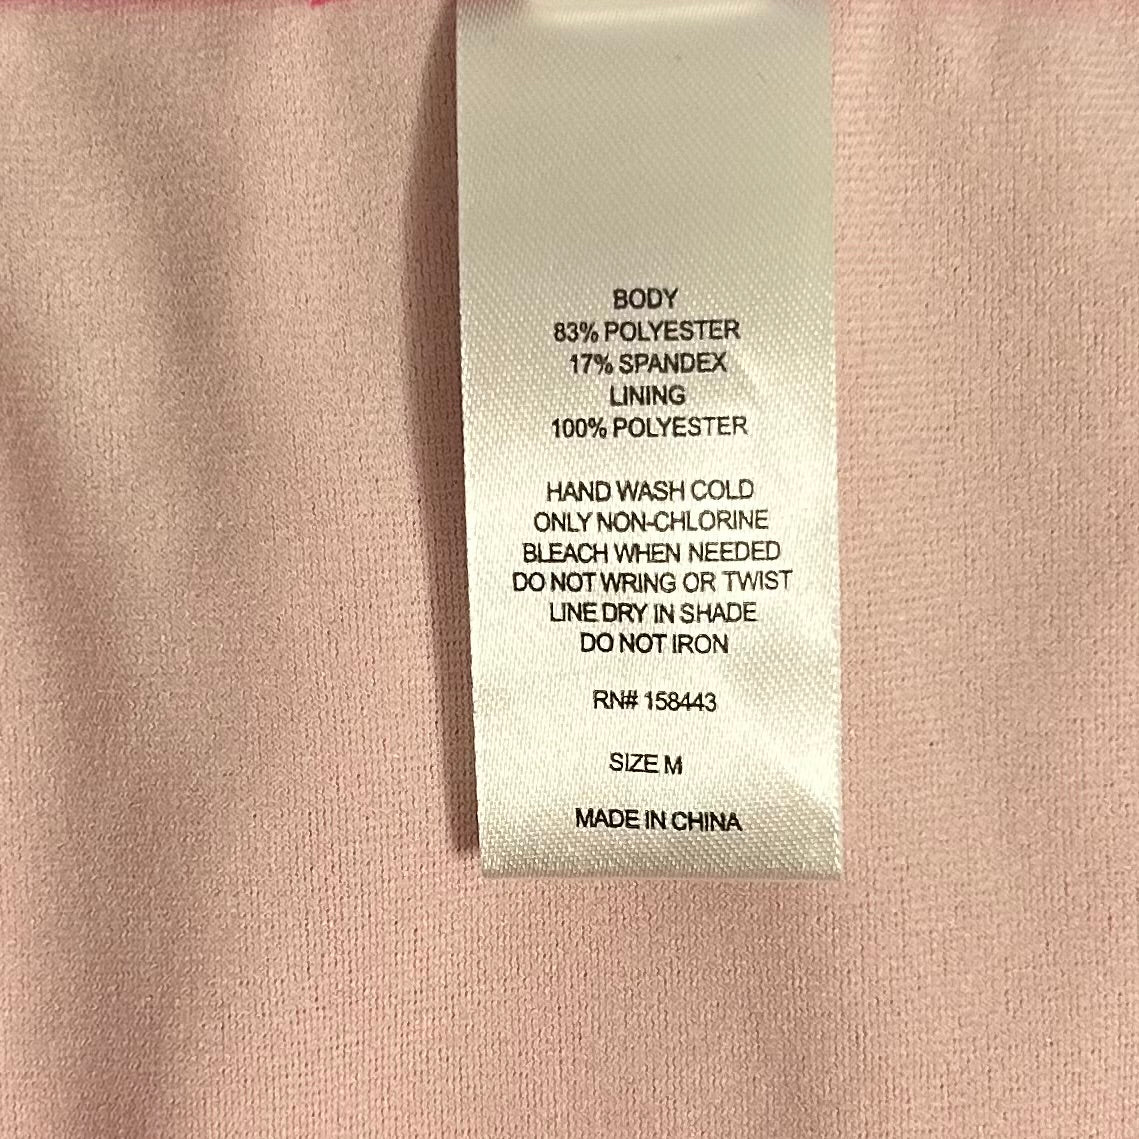 BODY
83% POLYESTER
17% SPANDEX
LINING
100% POLYESTER
HAND WASH COLD
ONLY NON-CHLORINE
BLEACH WHEN NEEDED
DO NOT WRING OR TWIST
LINE DRY IN SHADE
DO NOT IRON
RN# 158443
SIZE M
MADE IN CHINA